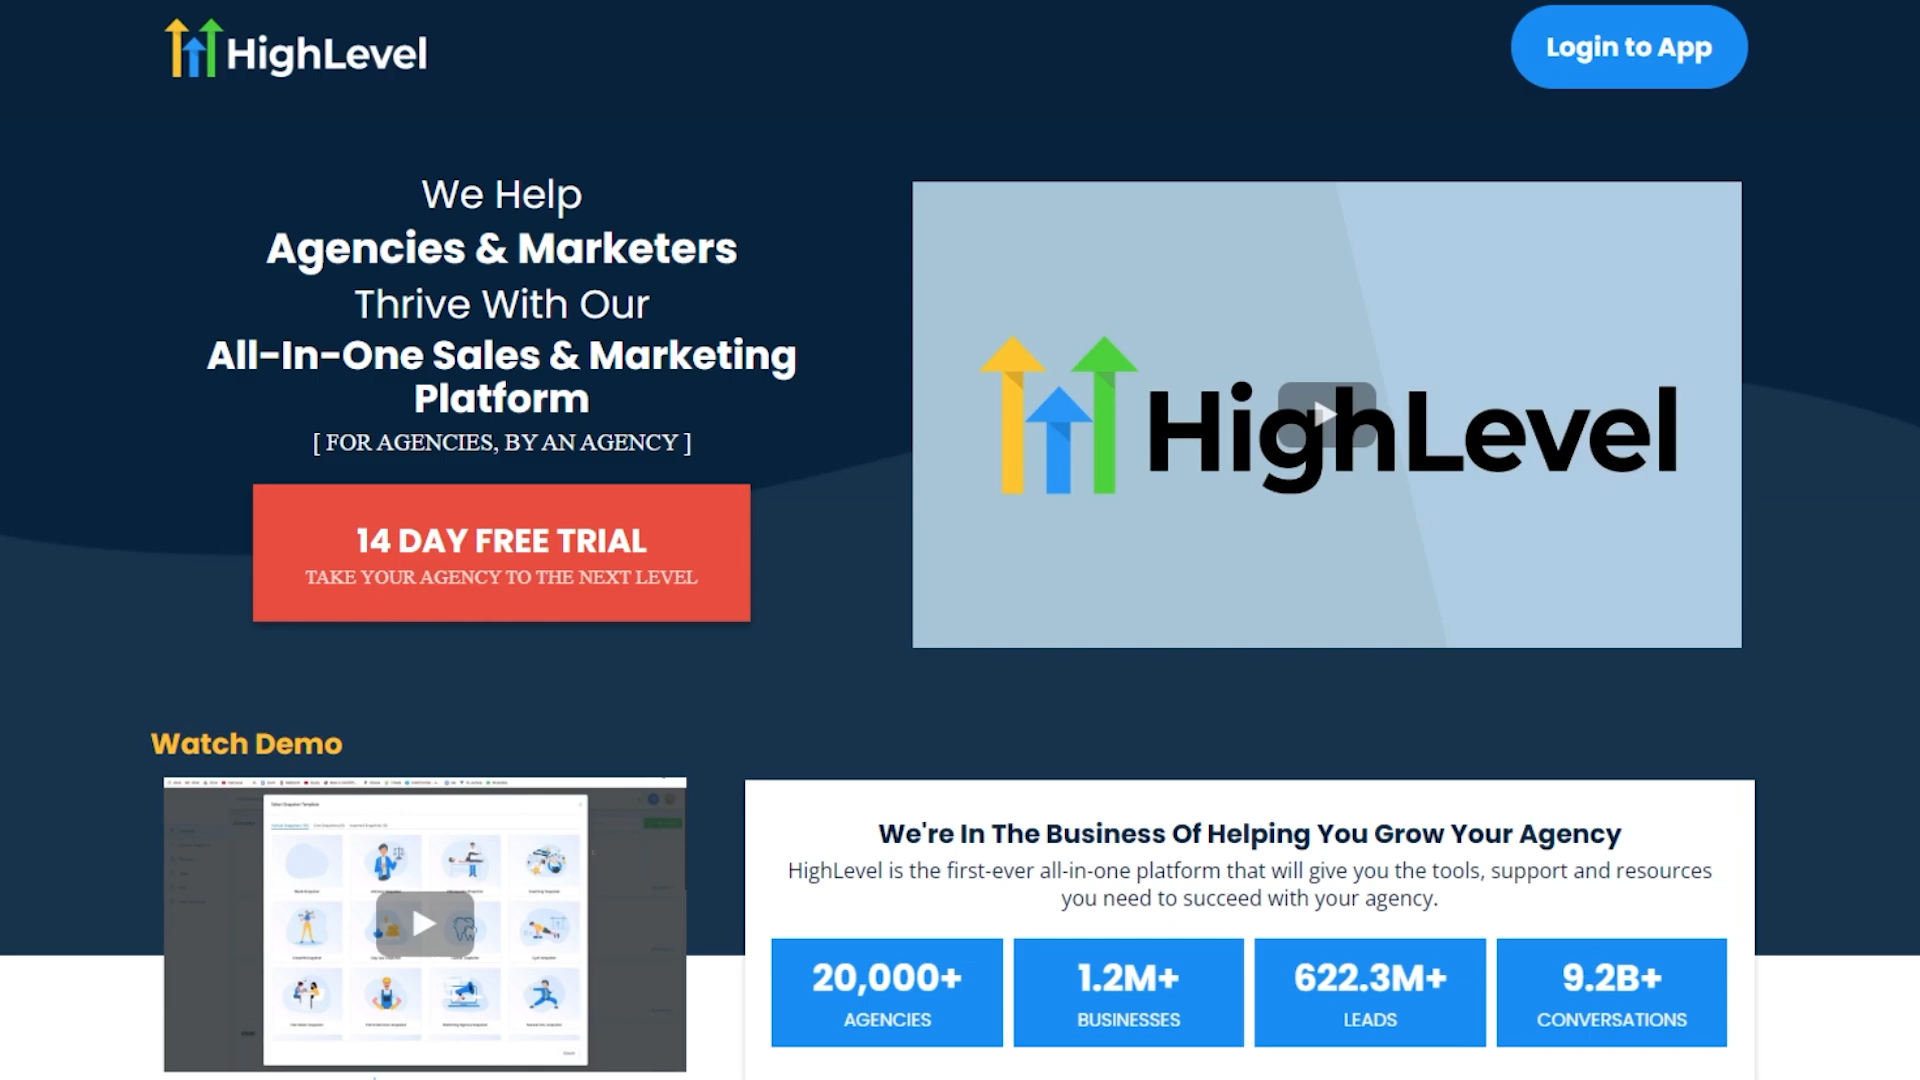 HighLevel
Login to App
We Help
Agencies & Marketers
Thrive With Our
All-In-One Sales & Marketing
Platform
[ FOR AGENCIES, BY AN AGENCY ]
14 DAY FREE TRIAL
TAKE YOUR AGENCY TO THE NEXT LEVEL
HighLevel
Watch Demo
We're In The Business Of Helping You Grow Your Agency
HighLevel is the first-ever all-in-one platform that will give you the tools, support and resources
you need to succeed with your agency.
20,000+
AGENCIES
1.2M+
BUSINESSES
622.3M+
LEADS
9.2B+
CONVERSATIONS